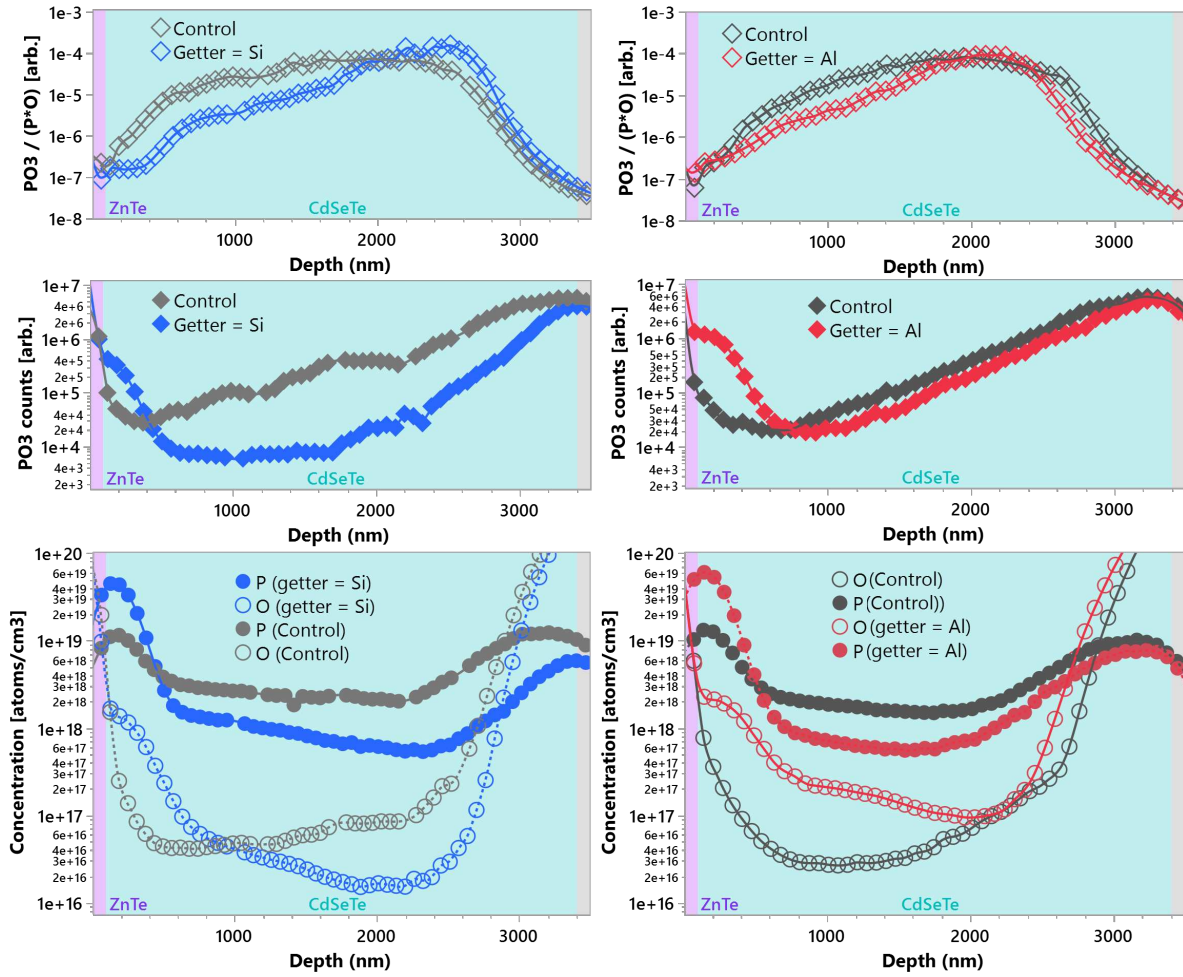 PO3 / (P*O) [arb.]
1e-3
1e-4
1e-5
1e-6
1e-7
1e-8
Control
Getter = Si
ZnTe
CdSeTe
1000
2000
3000
Depth (nm)
PO3 / (P*O) [arb.]
1e-3
1e-4
1e-5
1e-6
1e-7
1e-8
Control
Getter = Al
ZnTe
CdSeTe
1000
2000
3000
Depth (nm)
PO3 counts [arb.]
1e+7
4e+6
2e+6
1e+6
4e+5
2e+5
1e+5
4e+4
2e+4
1e+4
4e+3
2e+3
Control
Getter = Si
ZnTe
CdSeTe
1000
2000
3000
Depth (nm)
PO3 counts [arb.]
1e+7
6e+6
4e+6
2e+6
1e+6
5e+5
3e+5
2e+5
1e+5
5e+4
3e+4
2e+4
1e+4
4e+3
3e+3
2e+3
Control
Getter = Al
ZnTe
CdSeTe
1000
2000
3000
Depth (nm)
Concentration [atoms/cm3]
1e+20
6e+19
4e+19
3e+19
2e+19
1e+19
6e+18
4e+18
3e+18
2e+18
1e+18
6e+17
4e+17
3e+17
2e+17
1e+17
6e+16
4e+16
3e+16
2e+16
1e+16
P (getter = Si)
O (getter = Si)
P (Control)
O (Control)
ZnTe
CdSeTe
1000
2000
3000
Depth (nm)
Concentration [atoms/cm3]
1e+20
6e+19
4e+19
3e+19
2e+19
1e+19
6e+18
4e+18
3e+18
2e+18
1e+18
6e+17
4e+17
3e+17
2e+17
1e+17
6e+16
4e+16
3e+16
2e+16
1e+16
O (Control)
P (Control))
O (getter = Al)
P (getter = Al)
ZnTe
CdSeTe
1000
2000
3000
Depth (nm)